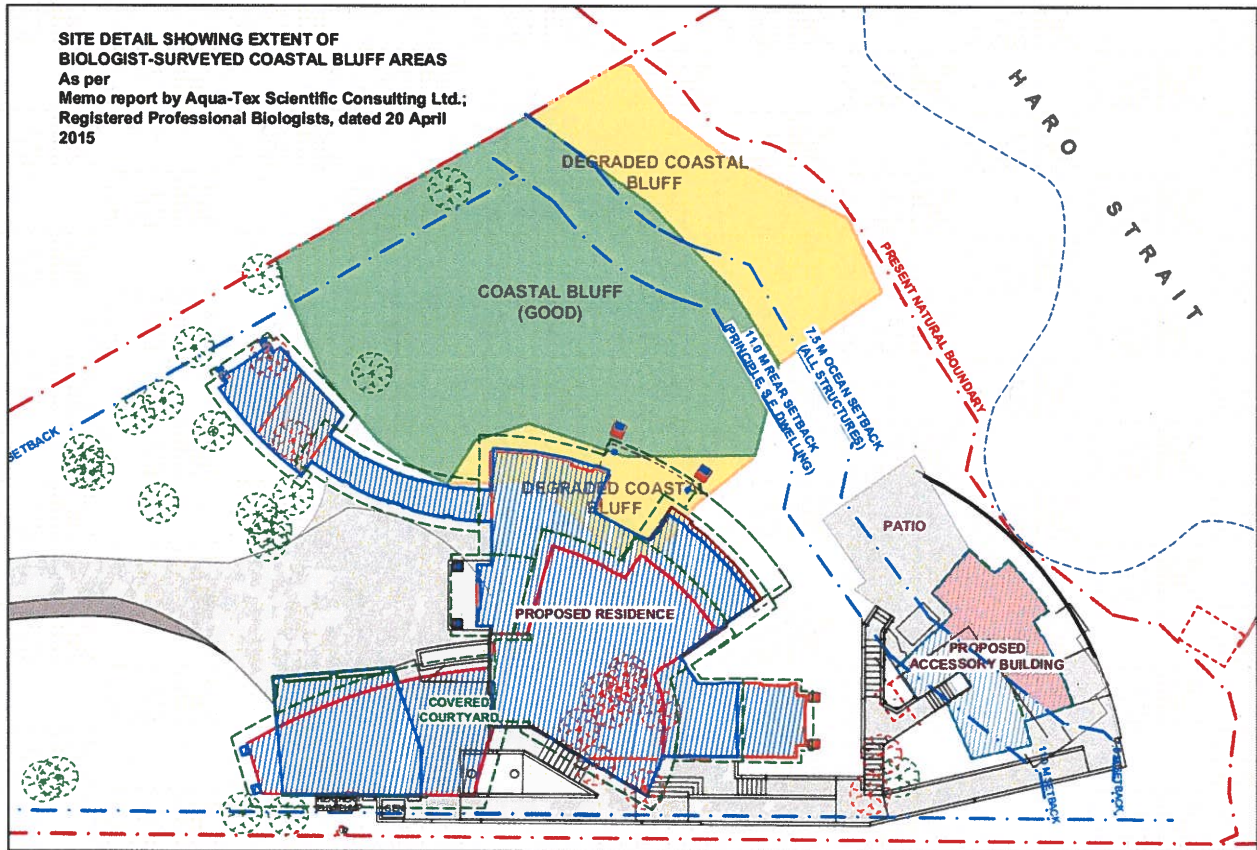 SITE DETAIL SHOWING EXTENT OF
BIOLOGIST-SURVEYED COASTAL BLUFF AREAS
As per
Memo report by Aqua-Tex Scientific Consulting Ltd.;
Registered Professional Biologists, dated 20 April
2015
HARO STRAIT
DEGRADED COASTAL
BLUFF
PRESENT NATURAL BOUNDARY
COASTAL BLUFF
(GOOD)
7.5 M OCEAN SETBACK
(ALL STRUCTURES)
11.0 M REAR SETBACK
(PRINCIPLE S.F. DWELLING)
SETBACK
DEGRADED COASTAL
BLUFF
PATIO
PROPOSED RESIDENCE
PROPOSED
ACCESSORY BUILDING
COVERED
COURTYARD
SETBACK
SETBACK
GEN